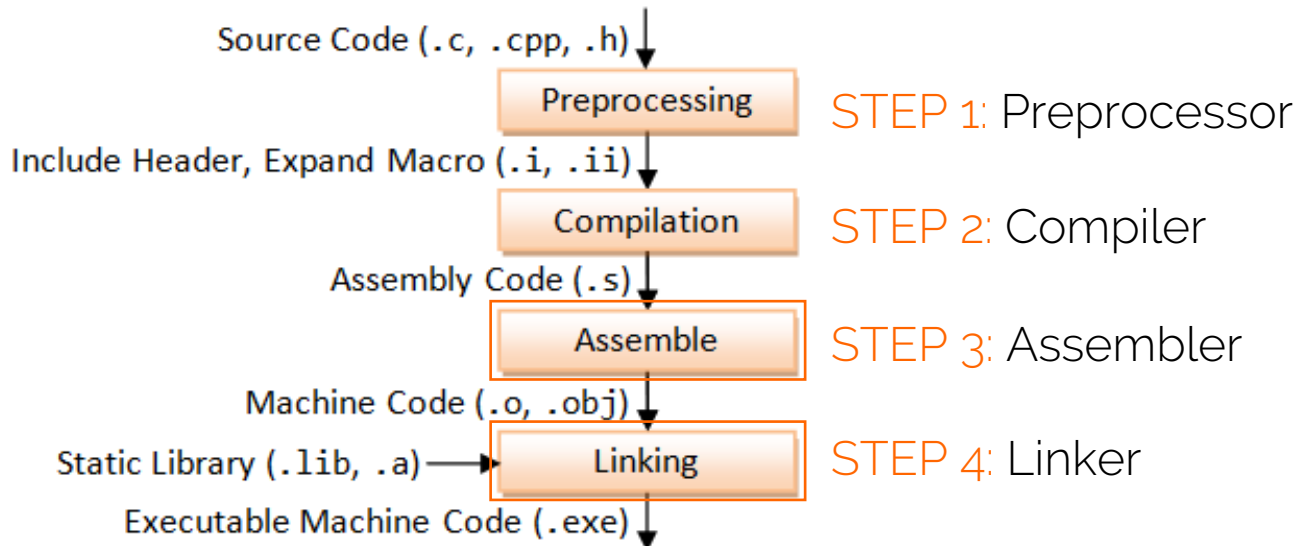 Source Code (.c, .cpp, .h)
Preprocessing
STEP 1: Preprocessor
Include Header, Expand Macro (.i, .ii)
Compilation
STEP 2: Compiler
Assembly Code (.s)
Assemble
STEP 3: Assembler
Machine Code (.o, .obj)
Static Library (.lib, .a)
Linking
STEP 4: Linker
Executable Machine Code (.exe)